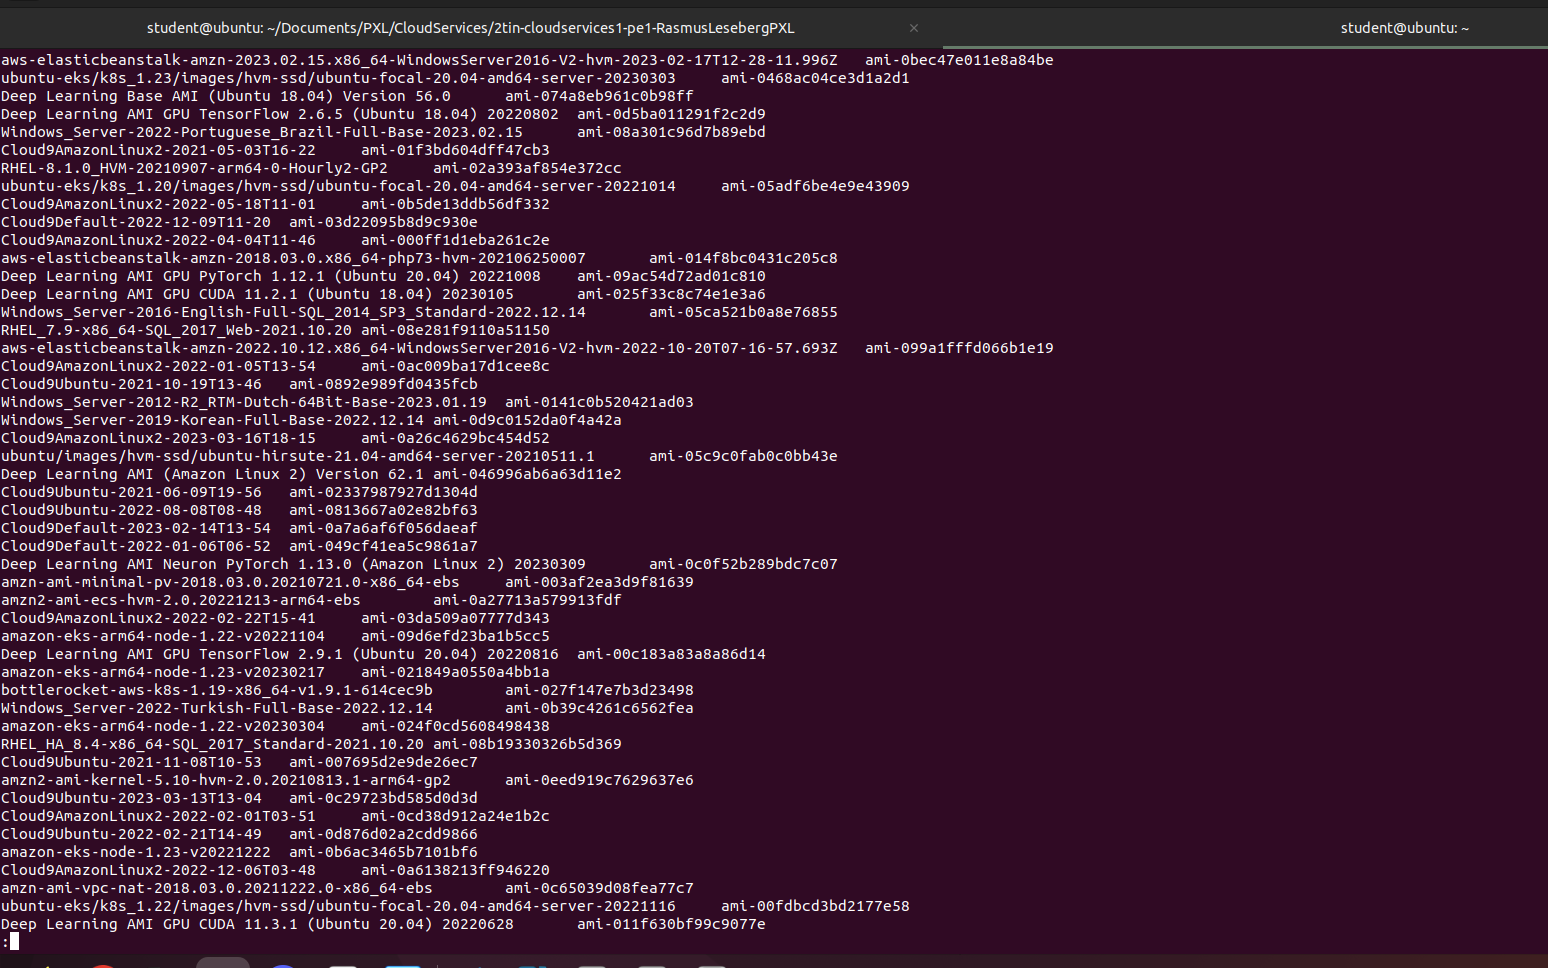 student@ubuntu: ~/Documents/PXL/CloudServices/2tin-cloudservices1-pe1-RasmusLesebergPXL × student@ubuntu: ~
aws-elasticbeanstalk-amzn-2023.02.15.x86_64-WindowsServer2016-V2-hvm-2023-02-17T12-28-11.996Z ami-0bec47e011e8a84be
ubuntu-eks/k8s_1.23/images/hvm-ssd/ubuntu-focal-20.04-amd64-server-20230303 ami-0468ac04ce3d1a2d1
Deep Learning Base AMI (Ubuntu 18.04) Version 56.0 ami-074a8eb961c0b98ff
Deep Learning AMI GPU TensorFlow 2.6.5 (Ubuntu 18.04) 20220802 ami-0d5ba011291f2c2d9
Windows_Server-2022-Portuguese_Brazil-Full-Base-2023.02.15 ami-08a301c96d7b89ebd
Cloud9AmazonLinux2-2021-05-03T16-22 ami-01f3bd604dff47cb3
RHEL-8.1.0_HVM-20210907-arm64-0-Hourly2-GP2 ami-02a393af854e372cc
ubuntu-eks/k8s_1.20/images/hvm-ssd/ubuntu-focal-20.04-amd64-server-20221014 ami-05adf6be4e9e43909
Cloud9AmazonLinux2-2022-05-18T11-01 ami-0b5de13ddb56df332
Cloud9Default-2022-12-09T11-20 ami-03d22095b8d9c930e
Cloud9AmazonLinux2-2022-04-04T11-46 ami-000ff1d1eba261c2e
aws-elasticbeanstalk-amzn-2018.03.0.x86_64-php73-hvm-202106250007 ami-014f8bc0431c205c8
Deep Learning AMI GPU PyTorch 1.12.1 (Ubuntu 20.04) 20221008 ami-09ac54d72ad01c810
Deep Learning AMI GPU CUDA 11.2.1 (Ubuntu 18.04) 20230105 ami-025f33c8c74e1e3a6
Windows_Server-2016-English-Full-SQL_2014_SP3_Standard-2022.12.14 ami-05ca521b0a8e76855
RHEL_7.9-x86_64-SQL_2017_Web-2021.10.20 ami-08e281f9110a51150
aws-elasticbeanstalk-amzn-2022.10.12.x86_64-WindowsServer2016-V2-hvm-2022-10-20T07-16-57.693Z ami-099a1fffd066b1e19
Cloud9AmazonLinux2-2022-01-05T13-54 ami-0ac009ba17d1cee8c
Cloud9Ubuntu-2021-10-19T13-46 ami-0892e989fd0435fcb
Windows_Server-2012-R2_RTM-Dutch-64Bit-Base-2023.01.19 ami-0141c0b520421ad03
Windows_Server-2019-Korean-Full-Base-2022.12.14 ami-0d9c0152da0f4a42a
Cloud9AmazonLinux2-2023-03-16T18-15 ami-0a26c4629bc454d52
ubuntu/images/hvm-ssd/ubuntu-hirsute-21.04-amd64-server-20210511.1 ami-05c9c0fab0c0bb43e
Deep Learning AMI (Amazon Linux 2) Version 62.1 ami-046996ab6a63d11e2
Cloud9Ubuntu-2021-06-09T19-56 ami-02337987927d1304d
Cloud9Ubuntu-2022-08-08T08-48 ami-0813667a02e82bf63
Cloud9Default-2023-02-14T13-54 ami-0a7a6af6f056daeaf
Cloud9Default-2022-01-06T06-52 ami-049cf41ea5c9861a7
Deep Learning AMI Neuron PyTorch 1.13.0 (Amazon Linux 2) 20230309 ami-0c0f52b289bdc7c07
amzn-ami-minimal-pv-2018.03.0.20210721.0-x86_64-ebs ami-003af2ea3d9f81639
amzn2-ami-ecs-hvm-2.0.20221213-arm64-ebs ami-0a27713a579913fdf
Cloud9AmazonLinux2-2022-02-22T15-41 ami-03da509a07777d343
amazon-eks-arm64-node-1.22-v20221104 ami-09d6efd23ba1b5cc5
Deep Learning AMI GPU TensorFlow 2.9.1 (Ubuntu 20.04) 20220816 ami-00c183a83a8a86d14
amazon-eks-arm64-node-1.23-v20230217 ami-021849a0550a4bb1a
bottlerocket-aws-k8s-1.19-x86_64-v1.9.1-614cec9b ami-027f147e7b3d23498
Windows_Server-2022-Turkish-Full-Base-2022.12.14 ami-0b39c4261c6562fea
amazon-eks-arm64-node-1.22-v20230304 ami-024f0cd5608498438
RHEL_HA_8.4-x86_64-SQL_2017_Standard-2021.10.20 ami-08b19330326b5d369
Cloud9Ubuntu-2021-11-08T10-53 ami-007695d2e9de26ec7
amzn2-ami-kernel-5.10-hvm-2.0.20210813.1-arm64-gp2 ami-0eed919c7629637e6
Cloud9Ubuntu-2023-03-13T13-04 ami-0c29723bd585d0d3d
Cloud9AmazonLinux2-2022-02-01T03-51 ami-0cd38d912a24e1b2c
Cloud9Ubuntu-2022-02-21T14-49 ami-0d876d02a2cdd9866
amazon-eks-node-1.23-v20221222 ami-0b6ac3465b7101bf6
Cloud9AmazonLinux2-2022-12-06T03-48 ami-0a6138213ff946220
amzn-ami-vpc-nat-2018.03.0.20211222.0-x86_64-ebs ami-0c65039d08fea77c7
ubuntu-eks/k8s_1.22/images/hvm-ssd/ubuntu-focal-20.04-amd64-server-20221116 ami-00fdbcd3bd2177e58
Deep Learning AMI GPU CUDA 11.3.1 (Ubuntu 20.04) 20220628 ami-011f630bf99c9077e
: